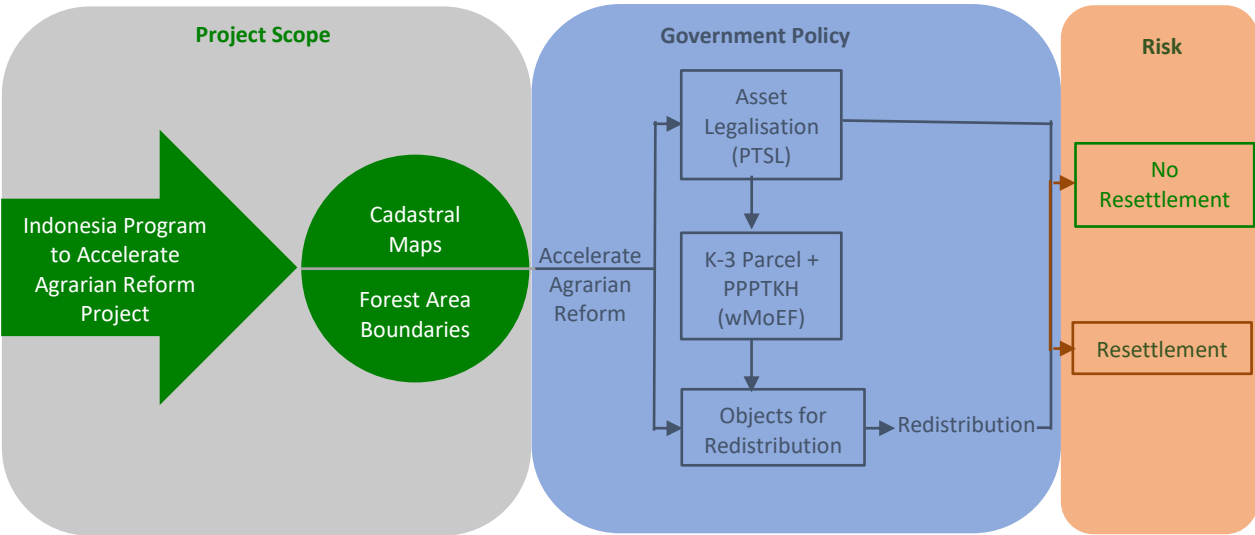 Project Scope
Indonesia Program
to Accelerate
Agrarian Reform
Project
Cadastral
Maps
Forest Area
Boundaries
Government Policy
Accelerate
Agrarian
Reform
Asset
Legalisation
(PTSL)
K-3 Parcel +
PPPTKH
(wMoEF)
Objects for
Redistribution
Redistribution
Risk
No
Resettlement
Resettlement